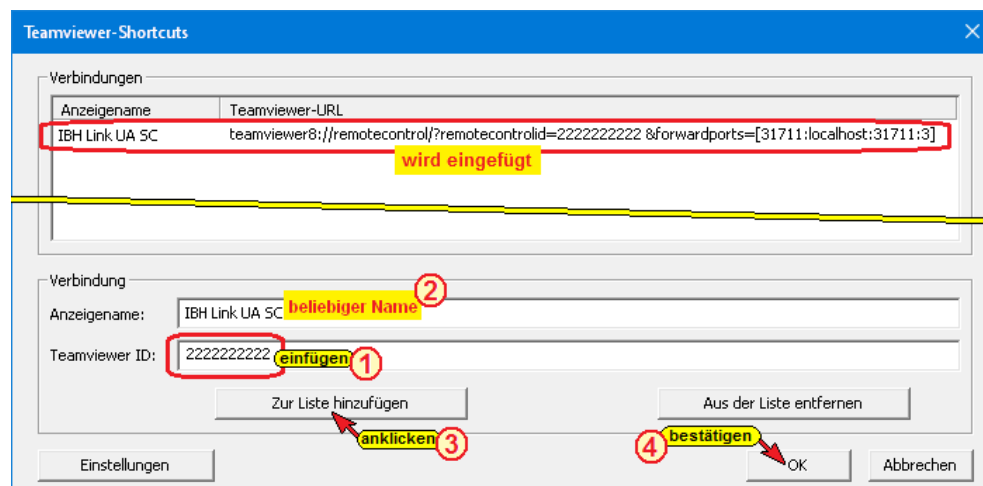 Teamviewer-Shortcuts
Verbindungen
Anzeigename Teamviewer-URL
IBH Link UA SC teamviewer8://remotecontrol/?remotecontrolid=2222222222 &forwardports=[31711:localhost:31711:3]
wird eingefügt
Verbindung
2
Anzeigename: IBH Link UA SC beliebiger Name
Teamviewer ID: 2222222222 einfügen 1
Zur Liste hinzufügen Aus der Liste entfernen
anklicken 3 4 bestätigen
Einstellungen OK Abbrechen